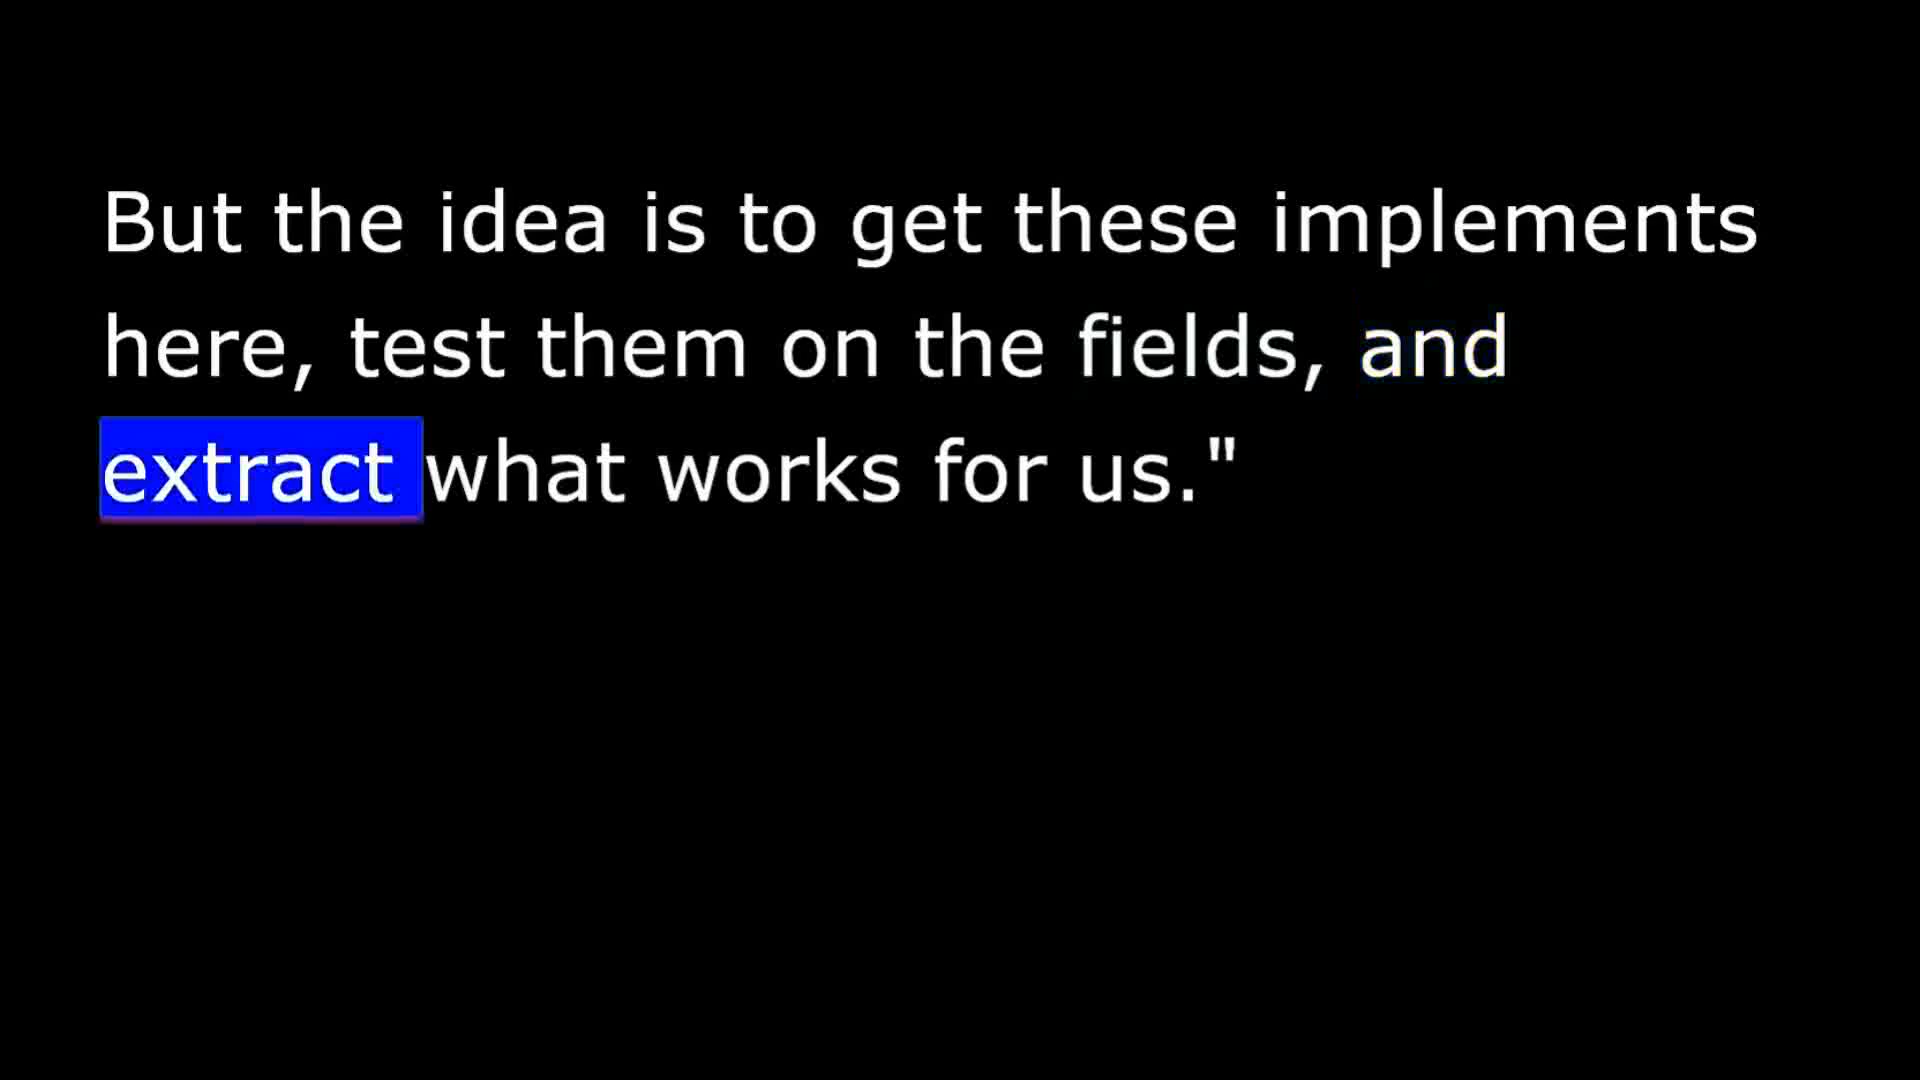 But the idea is to get these implements
here, test them on the fields, and
extract what works for us."